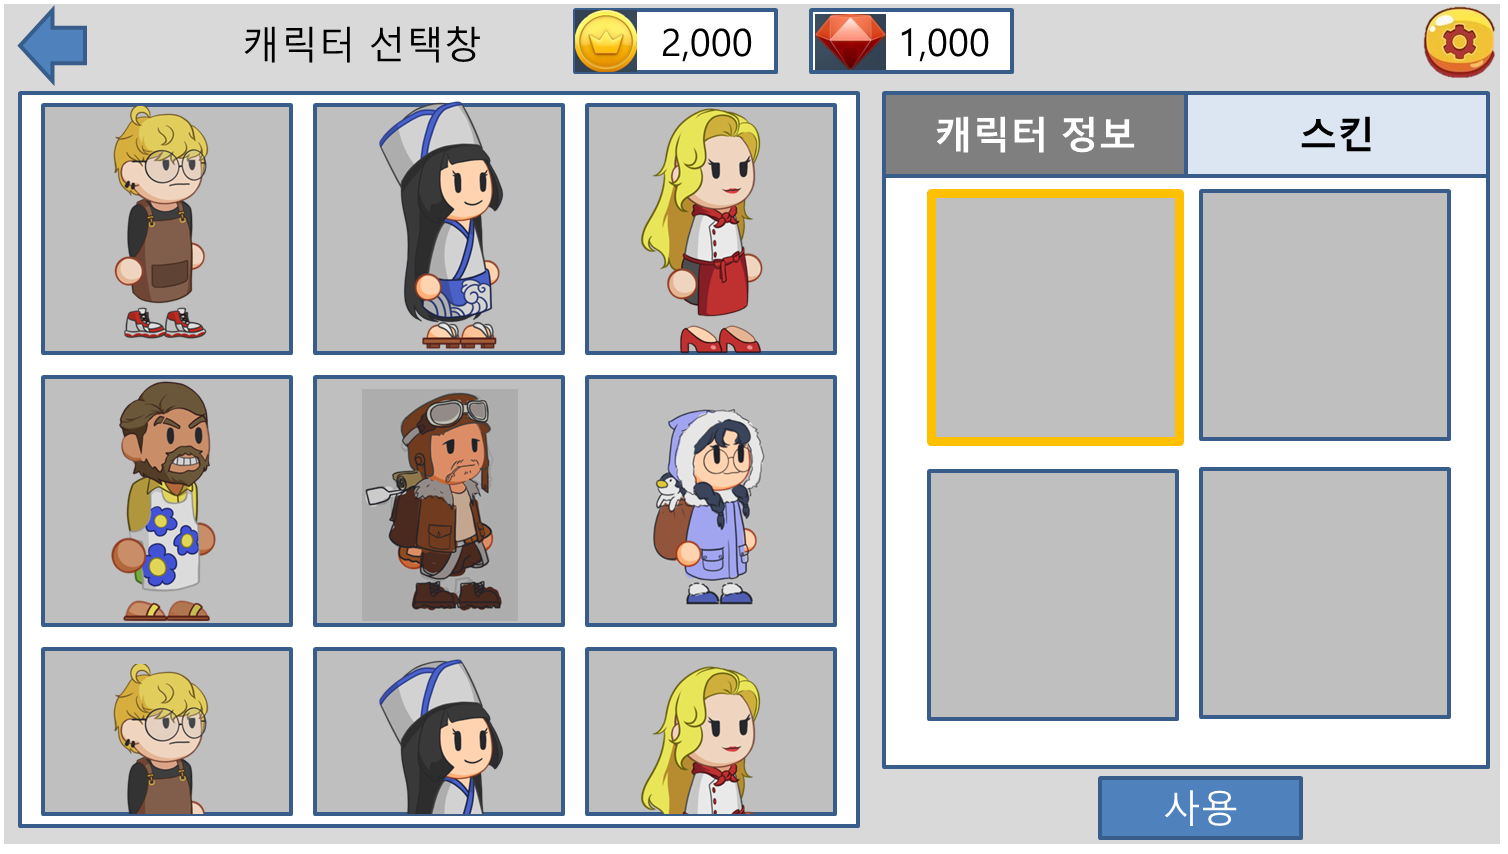 캐릭터 선택창
2,000
1,000
캐릭터 정보
스킨
사용